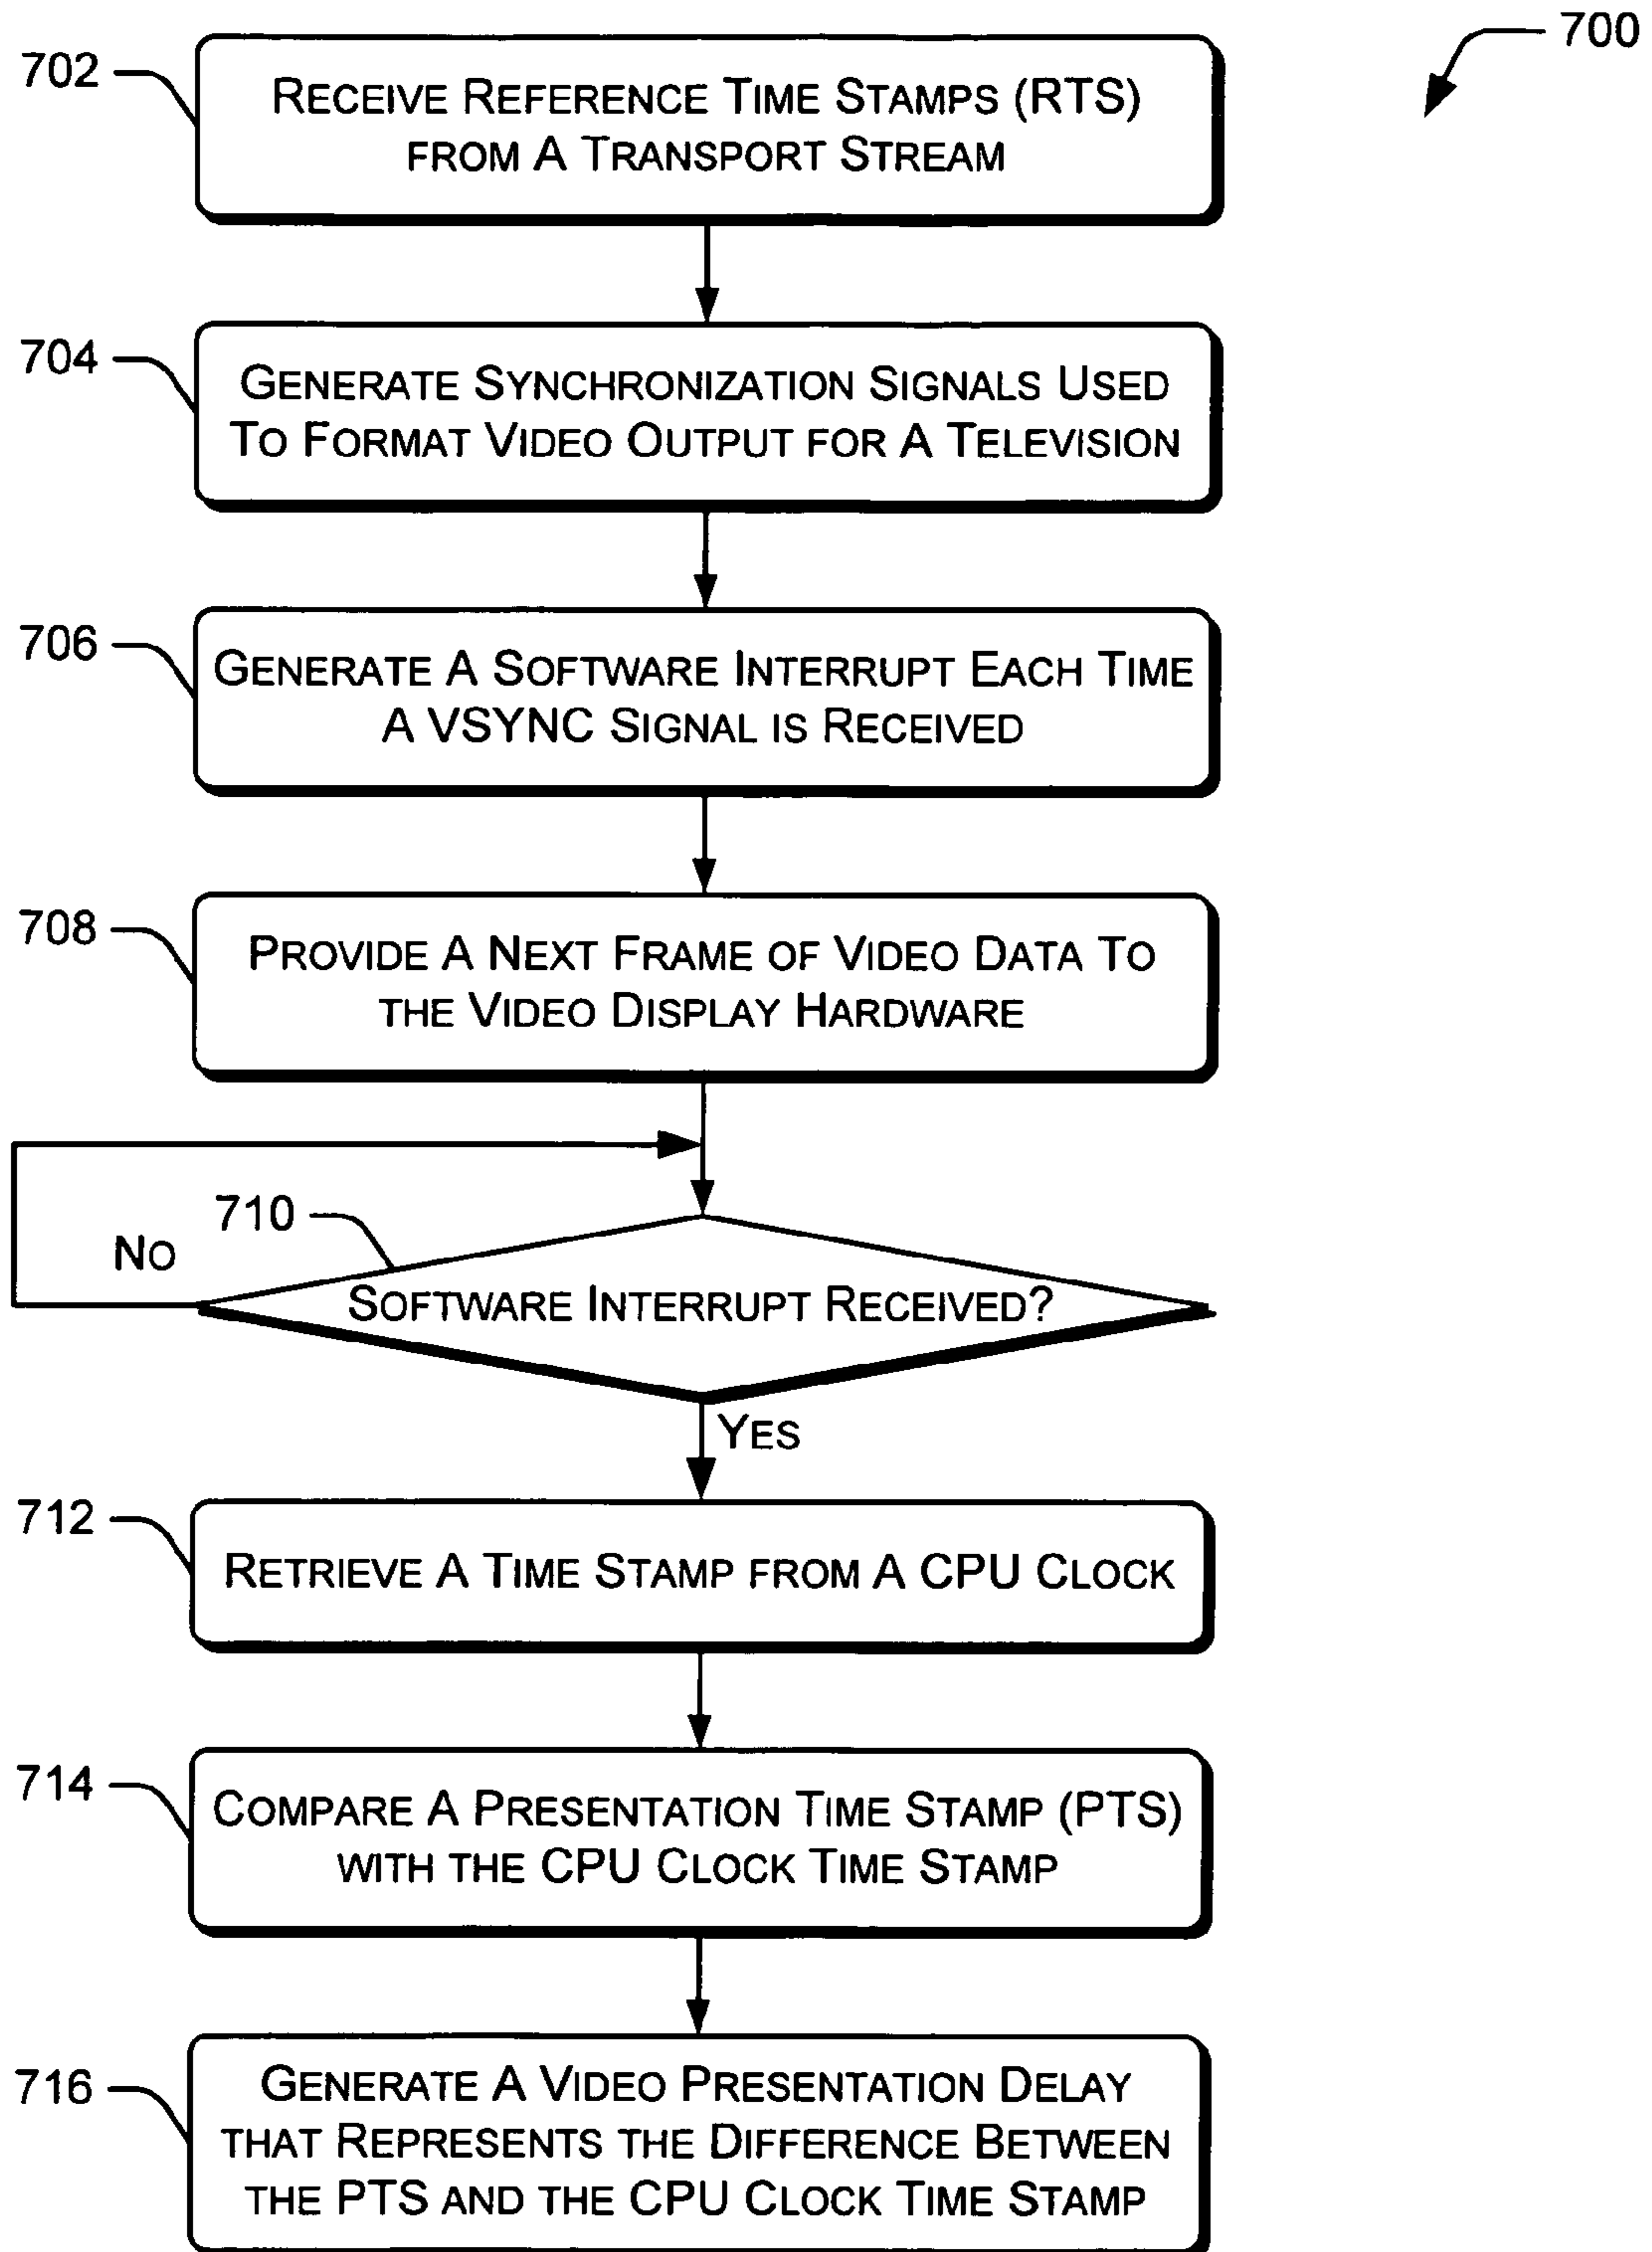 700
702
RECEIVE REFERENCE TIME STAMPS (RTS)
FROM A TRANSPORT STREAM
704
GENERATE SYNCHRONIZATION SIGNALS USED
TO FORMAT VIDEO OUTPUT FOR A TELEVISION
706
GENERATE A SOFTWARE INTERRUPT EACH TIME
A VSYNC SIGNAL IS RECEIVED
708
PROVIDE A NEXT FRAME OF VIDEO DATA TO
THE VIDEO DISPLAY HARDWARE
710
NO
SOFTWARE INTERRUPT RECEIVED?
YES
712
RETRIEVE A TIME STAMP FROM A CPU CLOCK
714
COMPARE A PRESENTATION TIME STAMP (PTS)
WITH THE CPU CLOCK TIME STAMP
716
GENERATE A VIDEO PRESENTATION DELAY
THAT REPRESENTS THE DIFFERENCE BETWEEN
THE PTS AND THE CPU CLOCK TIME STAMP